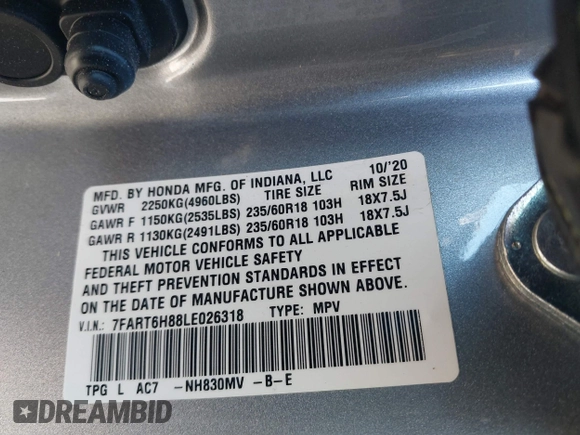 MFD. BY HONDA MFG. OF INDIANA, LLC 10/'20
GVWR 2250KG(4960LBS) TIRE SIZE RIM SIZE
GAWR F 1150KG(2535LBS) 235/60R18 103H 18X7.5J
GAWR R 1130KG(2491LBS) 235/60R18 103H 18X7.5J
THIS VEHICLE CONFORMS TO ALL APPLICABLE
FEDERAL MOTOR VEHICLE SAFETY
AND THEFT PREVENTION STANDARDS IN EFFECT
ON THE DATE OF MANUFACTURE SHOWN ABOVE.
V.I.N.: 7FART6H88LE026318 TYPE: MPV
TPG L AC7 -NH830MV -B-E
DREAMBID